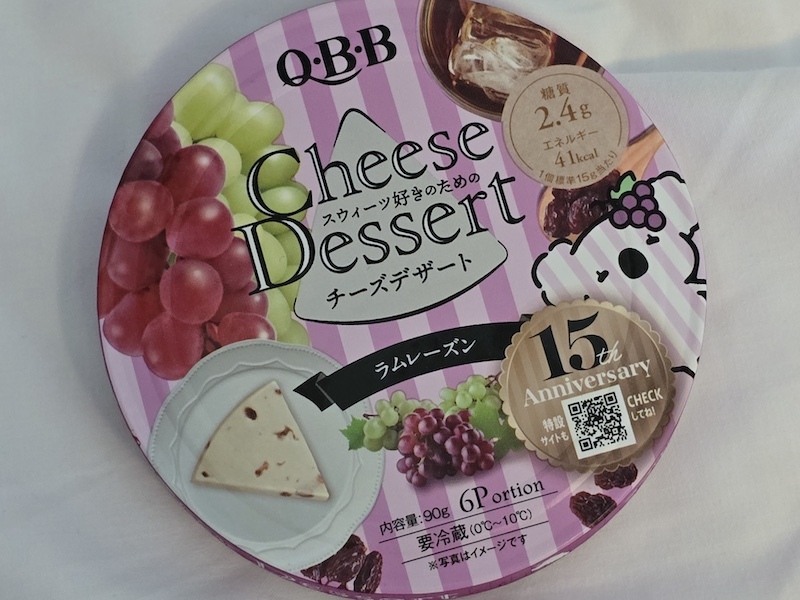 Q·B·B
糖質
2.4g
エネルギー
41kcal
1個標準15g当たり
Cheese
スウィーツ好きのための
Dessert
チーズデザート
ラムレーズン
15th
Anniversary
特設
サイトも
CHECK
してね!
内容量:90g 6Portion
要冷蔵(0℃~10℃)
※写真はイメージです